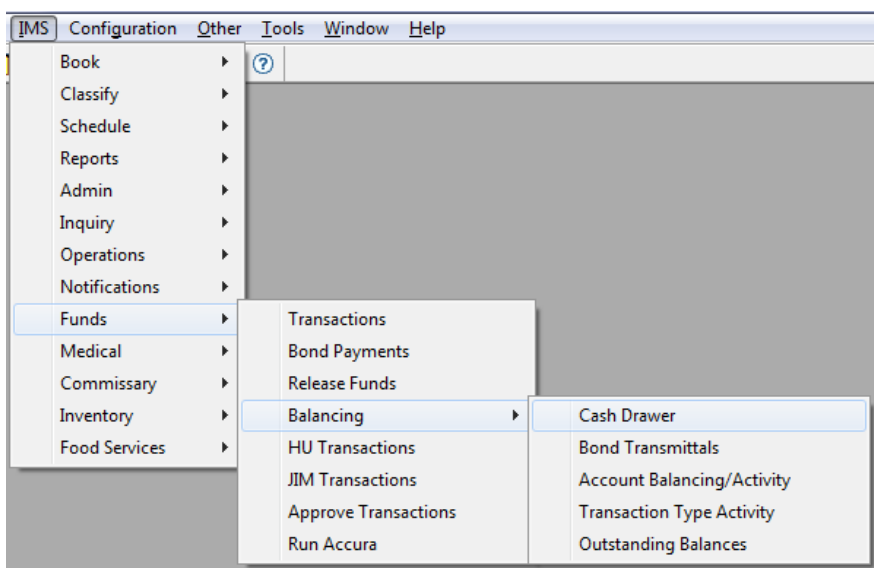 IMS Configuration Other Tools Window Help
Book
Classify
Schedule
Reports
Admin
Inquiry
Operations
Notifications
Funds
Medical
Commissary
Inventory
Food Services
Transactions
Bond Payments
Release Funds
Balancing
HU Transactions
JIM Transactions
Approve Transactions
Run Accura
Cash Drawer
Bond Transmittals
Account Balancing/Activity
Transaction Type Activity
Outstanding Balances